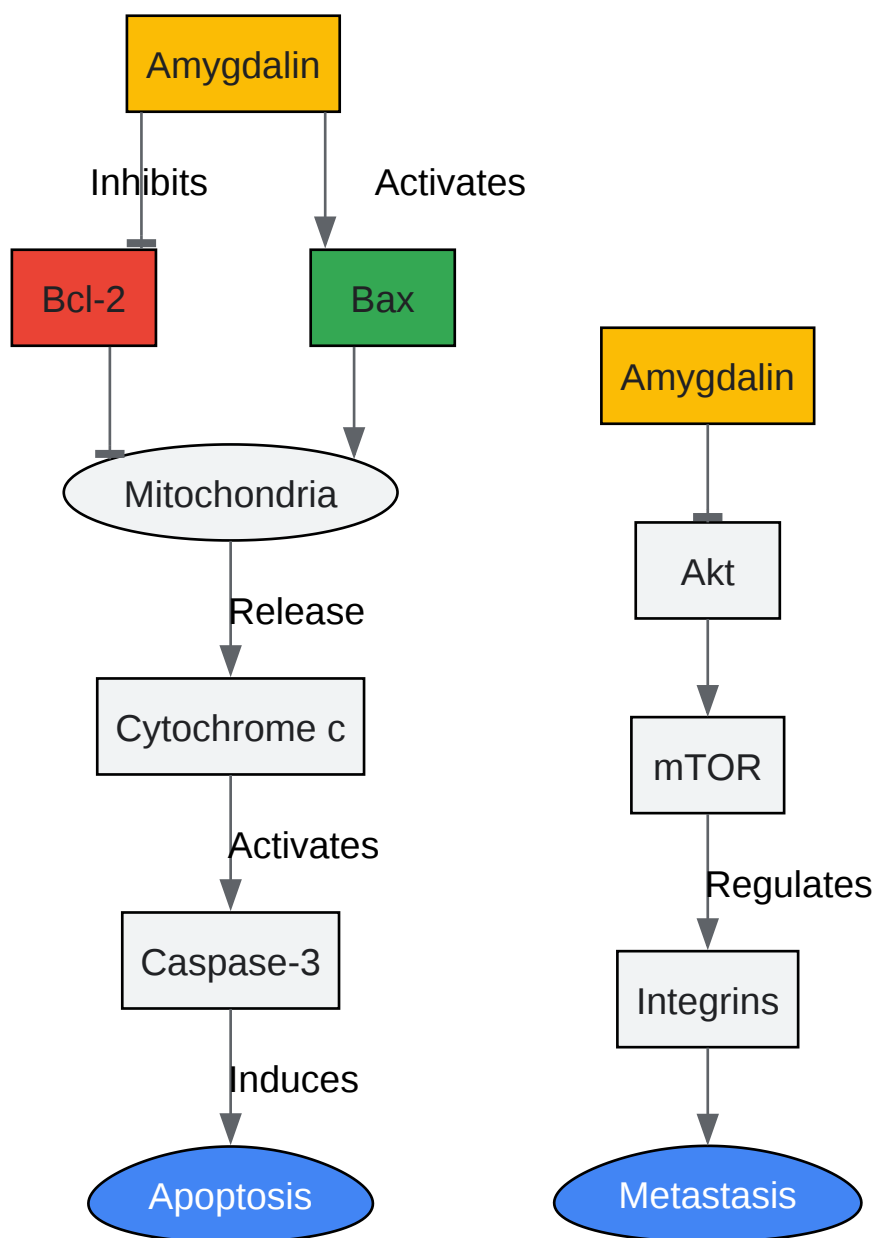 Amygdalin
Inhibits
Activates
Bcl-2
Bax
Mitochondria
Release
Cytochrome c
Activates
Caspase-3
Induces
Apoptosis
Amygdalin
Akt
mTOR
Regulates
Integrins
Metastasis